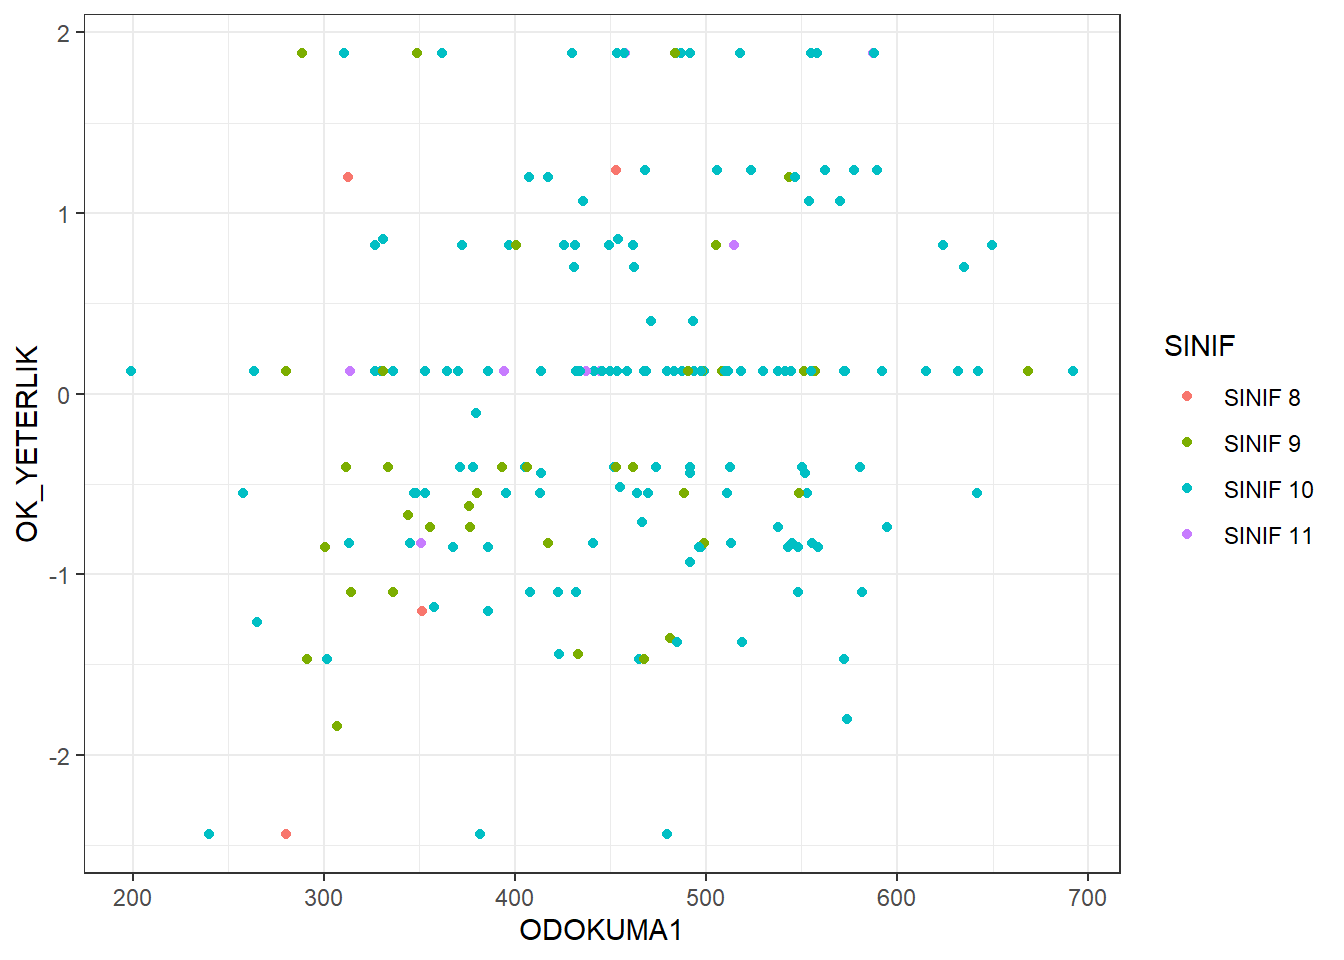 2
1
0
-1
-2
OK_YETERLIK
200 300 400 500 600 700
ODOKUMA1
SINIF
SINIF 8
SINIF 9
SINIF 10
SINIF 11